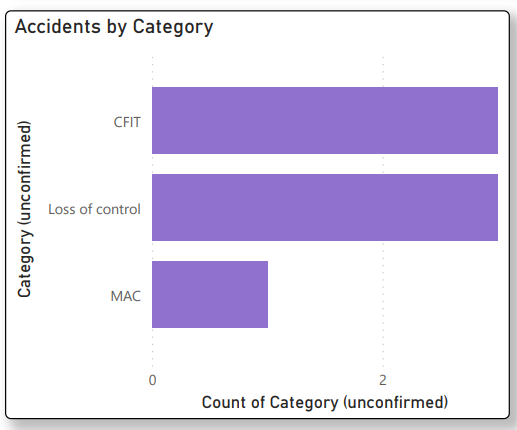 Accidents by Category
Category (unconfirmed)
CFIT
Loss of control
MAC
0 2
Count of Category (unconfirmed)